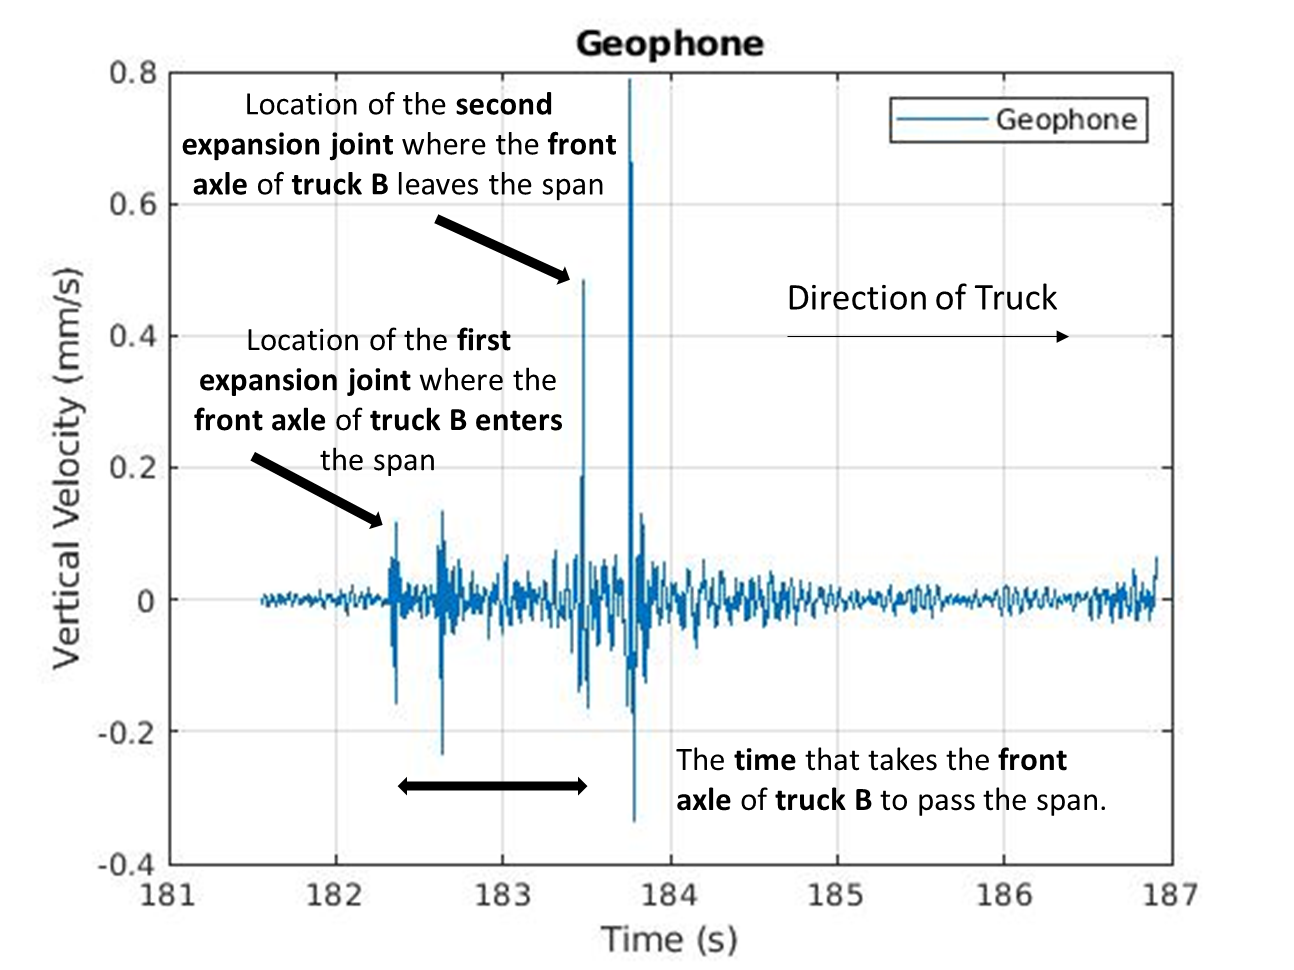 Geophone
0.8
0.6
0.4
0.2
0
-0.2
-0.4
Vertical Velocity (mm/s)
Location of the second
expansion joint where the front
axle of truck B leaves the span
Geophone
Direction of Truck
Location of the first
expansion joint where the
front axle of truck B enters
the span
The time that takes the front
axle of truck B to pass the span.
181 182 183 184 185 186 187
Time (s)